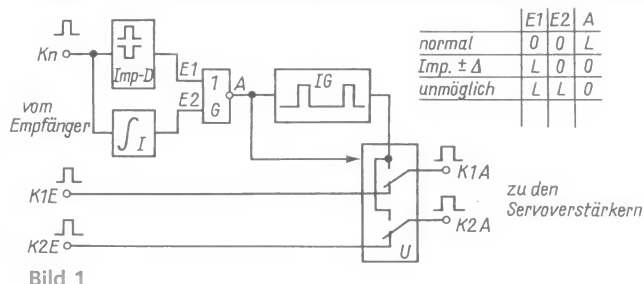 Kn
Imp-D
E1
E2
1
G
A
IG
vom
Empfänger
∫I
K1E
K2E
U
K1A
K2A
zu den
Servoverstärkern
E1 E2 A
normal 0 0 L
Imp. ± Δ L 0 0
unmöglich L L 0
Bild 1